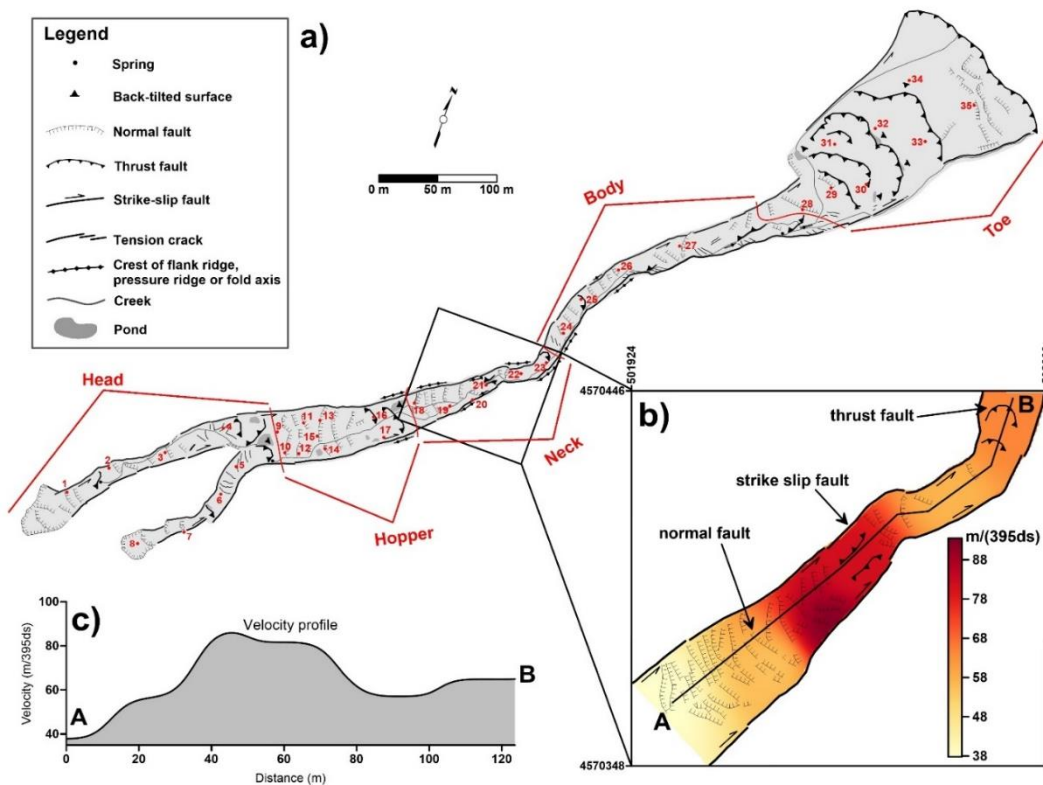 Legend
Spring
Back-tilted surface
Normal fault
Thrust fault
Strike-slip fault
Tension crack
Crest of flank ridge,
pressure ridge or fold axis
Creek
Pond
a)
N
0 m 50 m 100 m
Head
Hopper
Neck
Body
Toe
1
2
3
4
5
6
7
8
9
10
11
12
13
14
15
16
17
18
19
20
21
22
23
24
25
26
27
28
29
30
31
32
33
34
35
b)
501924
4570446
4570348
thrust fault
strike slip fault
normal fault
A
B
m/(395ds)
88
78
68
58
48
38
c)
Velocity profile
Velocity (m/395ds)
100
80
60
40
A
B
0 20 40 60 80 100 120
Distance (m)